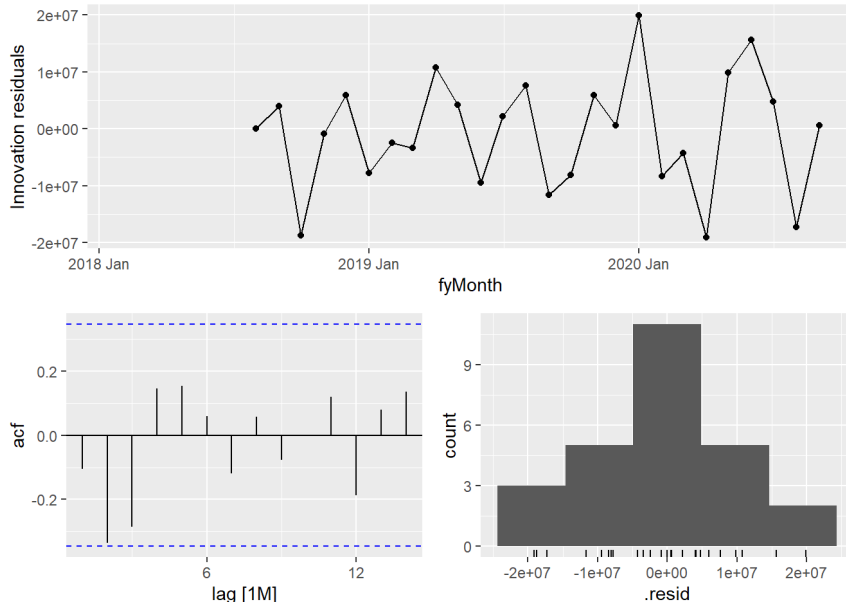 Innovation residuals
2e+07
1e+07
0e+00
-1e+07
-2e+07
2018 Jan
2019 Jan
2020 Jan
fyMonth
acf
0.2
0.0
-0.2
6
12
lag [1M]
count
9
6
3
0
-2e+07
-1e+07
0e+00
1e+07
2e+07
.resid